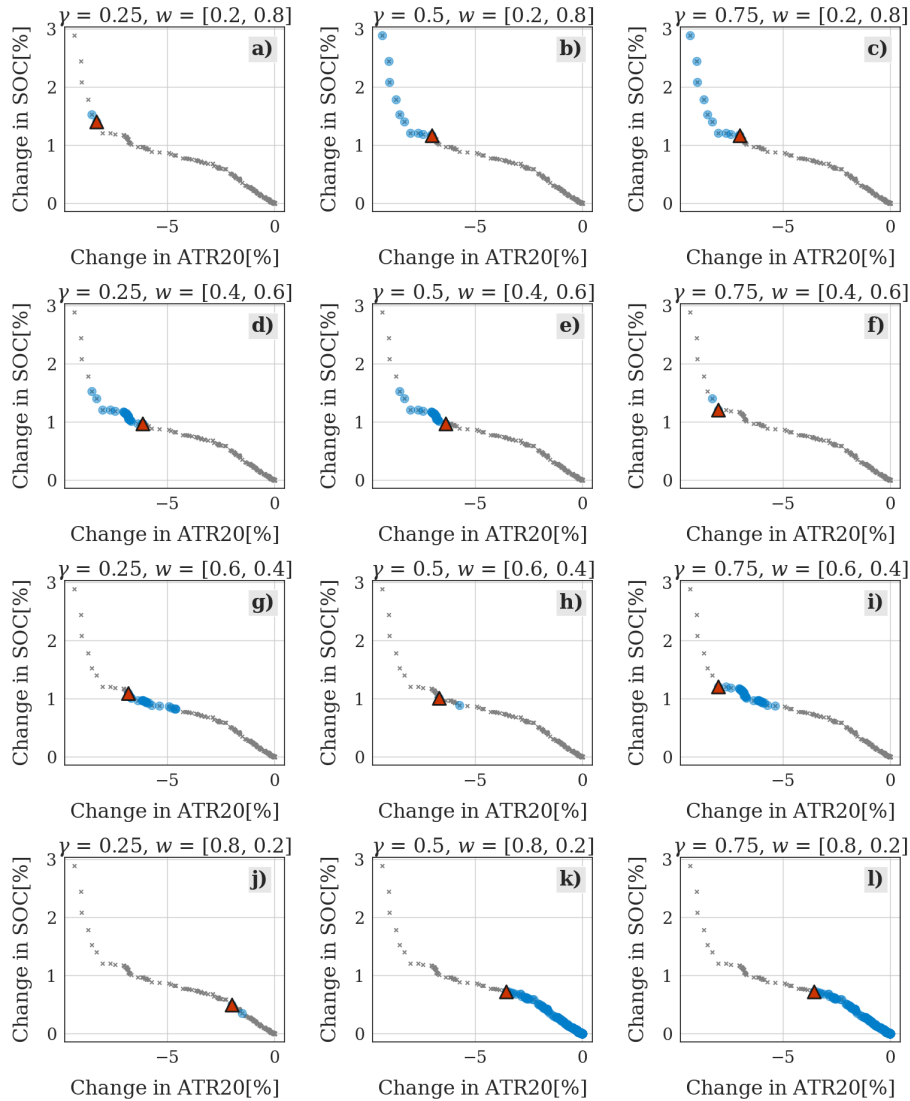 γ = 0.25, w = [0.2, 0.8]
γ = 0.5, w = [0.2, 0.8]
γ = 0.75, w = [0.2, 0.8]
a)
b)
c)
Change in SOC[%]
Change in SOC[%]
Change in SOC[%]
3
2
1
0
3
2
1
0
3
2
1
0
−5
0
−5
0
−5
0
Change in ATR20[%]
Change in ATR20[%]
Change in ATR20[%]
γ = 0.25, w = [0.4, 0.6]
γ = 0.5, w = [0.4, 0.6]
γ = 0.75, w = [0.4, 0.6]
d)
e)
f)
Change in SOC[%]
Change in SOC[%]
Change in SOC[%]
3
2
1
0
3
2
1
0
3
2
1
0
−5
0
−5
0
−5
0
Change in ATR20[%]
Change in ATR20[%]
Change in ATR20[%]
γ = 0.25, w = [0.6, 0.4]
γ = 0.5, w = [0.6, 0.4]
γ = 0.75, w = [0.6, 0.4]
g)
h)
i)
Change in SOC[%]
Change in SOC[%]
Change in SOC[%]
3
2
1
0
3
2
1
0
3
2
1
0
−5
0
−5
0
−5
0
Change in ATR20[%]
Change in ATR20[%]
Change in ATR20[%]
γ = 0.25, w = [0.8, 0.2]
γ = 0.5, w = [0.8, 0.2]
γ = 0.75, w = [0.8, 0.2]
j)
k)
l)
Change in SOC[%]
Change in SOC[%]
Change in SOC[%]
3
2
1
0
3
2
1
0
3
2
1
0
−5
0
−5
0
−5
0
Change in ATR20[%]
Change in ATR20[%]
Change in ATR20[%]